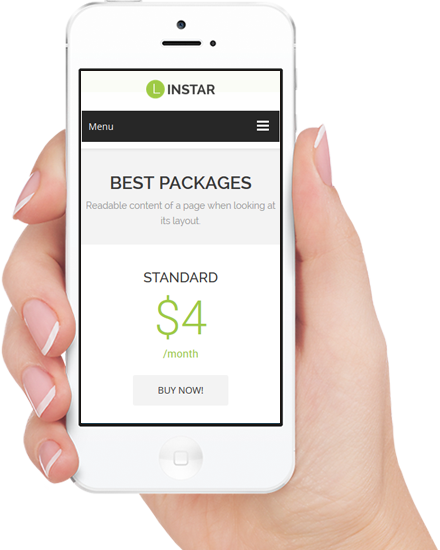 L INSTAR
Menu
BEST PACKAGES
Readable content of a page when looking at
its layout.
STANDARD
$4
/month
BUY NOW!